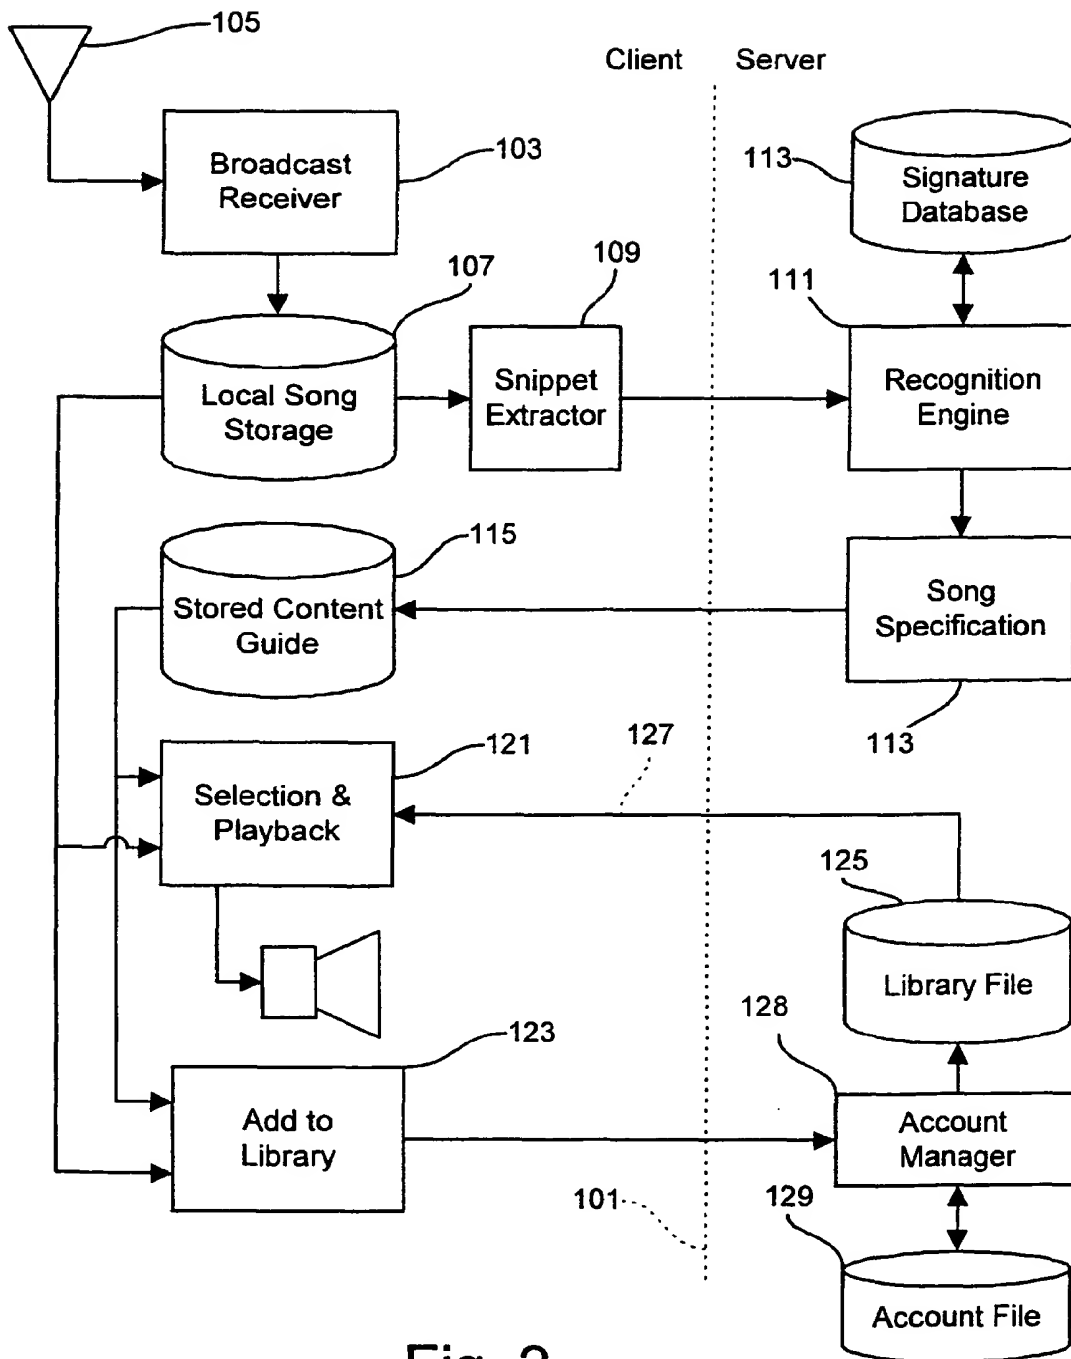 105
Client
Server
Broadcast
Receiver
103
113
Signature
Database
107
109
111
Local Song
Storage
Snippet
Extractor
Recognition
Engine
115
Stored Content
Guide
Song
Specification
113
121
127
Selection &
Playback
125
Library File
128
123
Add to
Library
Account
Manager
101
129
Account File